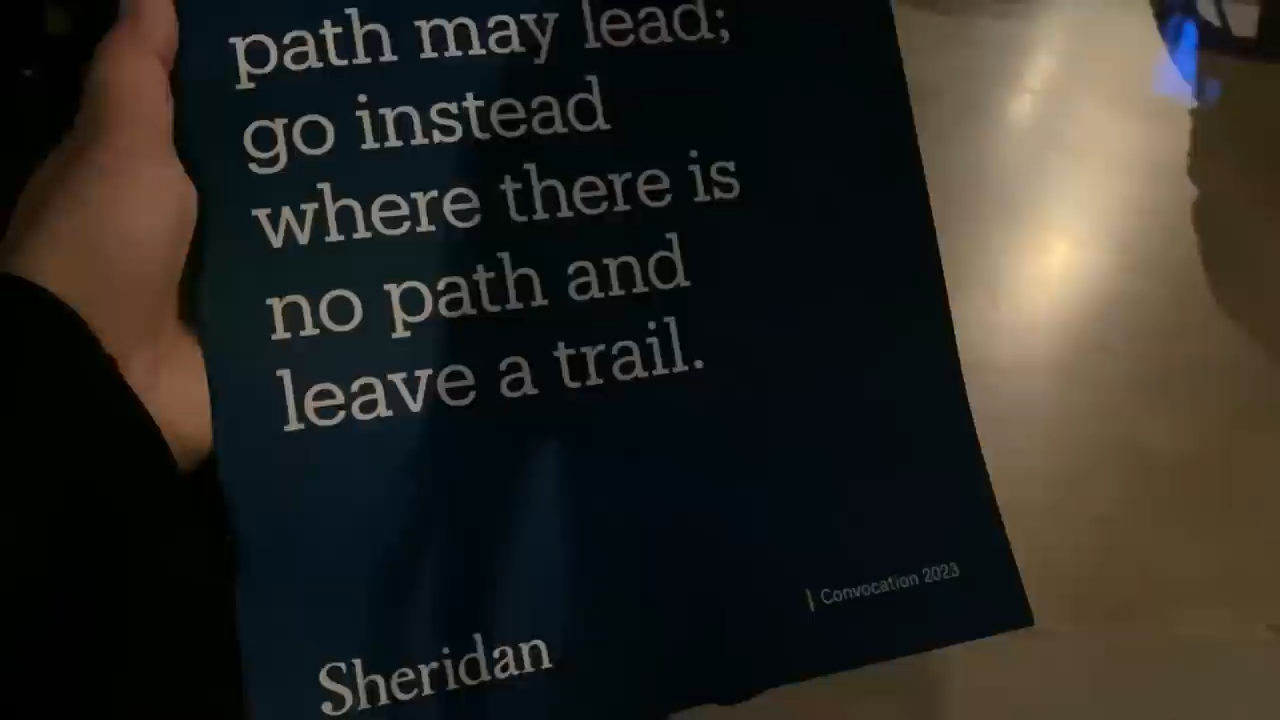 path may lead;
go instead
where there is
no path and
leave a trail.
| Convocation 2023
Sheridan